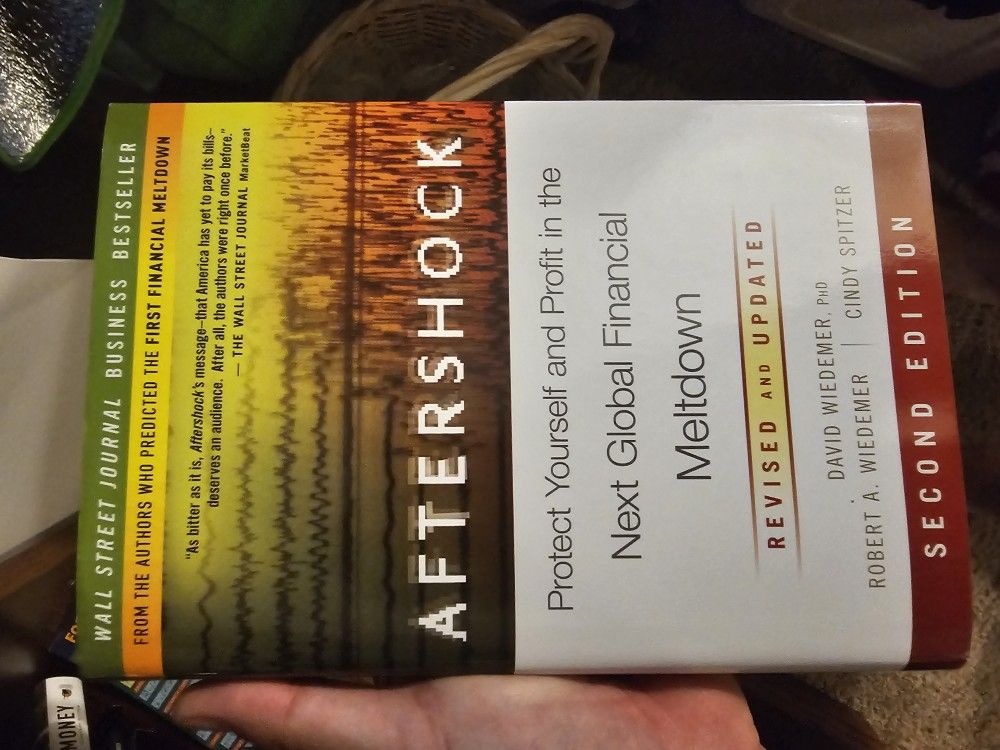 WALL STREET JOURNAL BUSINESS BESTSELLER
FROM THE AUTHORS WHO PREDICTED THE FIRST FINANCIAL MELTDOWN
"As bitter as it is, Aftershock's message—that America has yet to pay its bills—
deserves an audience. After all, the authors were right once before."
— THE WALL STREET JOURNAL MarketBeat
AFTERSHOCK
Protect Yourself and Profit in the
Next Global Financial
Meltdown
REVISED AND UPDATED
DAVID WIEDEMER, PHD
ROBERT A. WIEDEMER | CINDY SPITZER
SECOND EDITION
MONEY